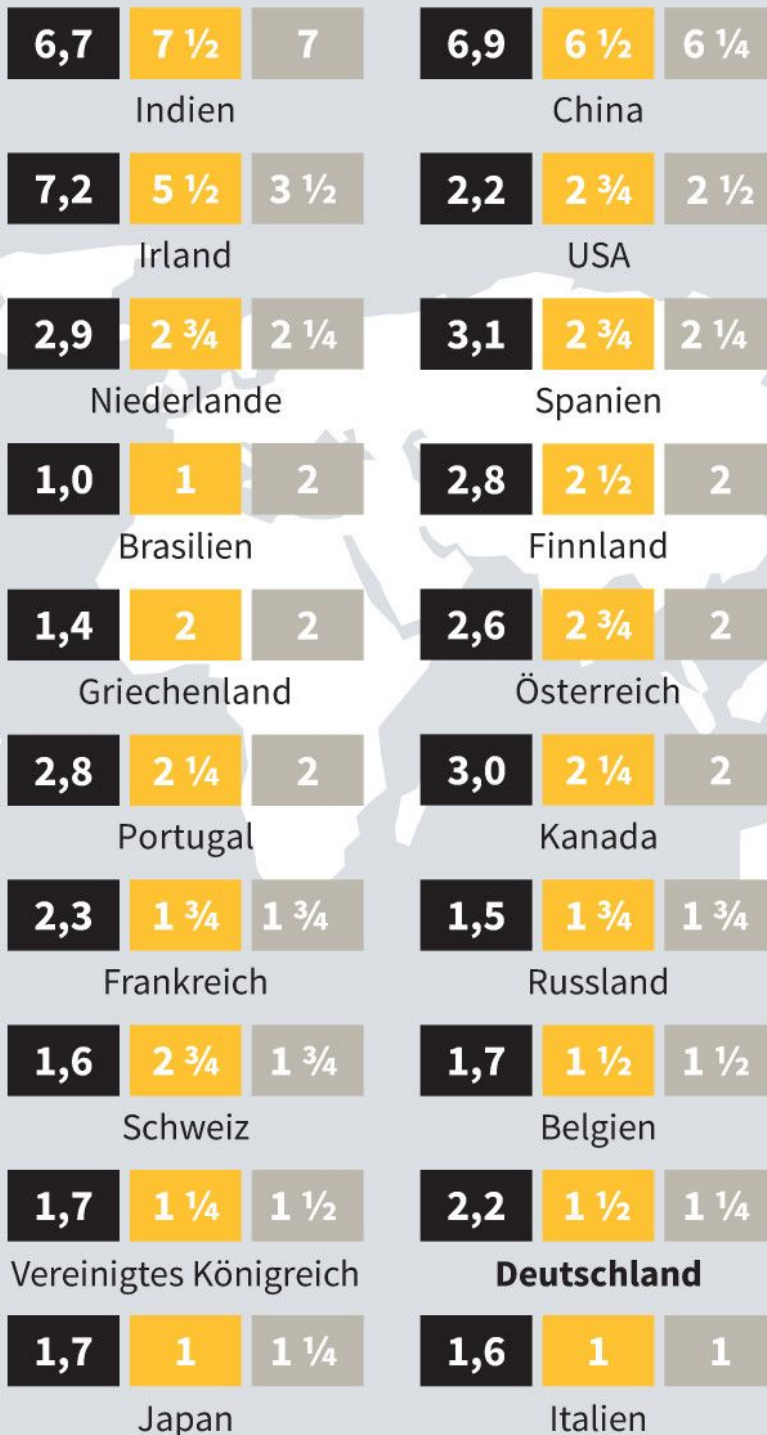 6,7 7 ½ 7 6,9 6 ½ 6 ¼
Indien China
7,2 5 ½ 3 ½ 2,2 2 ¾ 2 ½
Irland USA
2,9 2 ¾ 2 ¼ 3,1 2 ¾ 2 ¼
Niederlande Spanien
1,0 1 2 2,8 2 ½ 2
Brasilien Finnland
1,4 2 2 2,6 2 ¾ 2
Griechenland Österreich
2,8 2 ¼ 2 3,0 2 ¼ 2
Portugal Kanada
2,3 1 ¾ 1 ¾ 1,5 1 ¾ 1 ¾
Frankreich Russland
1,6 2 ¾ 1 ¾ 1,7 1 ½ 1 ½
Schweiz Belgien
1,7 1 ¼ 1 ½ 2,2 1 ½ 1 ¼
Vereinigtes Königreich Deutschland
1,7 1 1 ¼ 1,6 1 1
Japan Italien